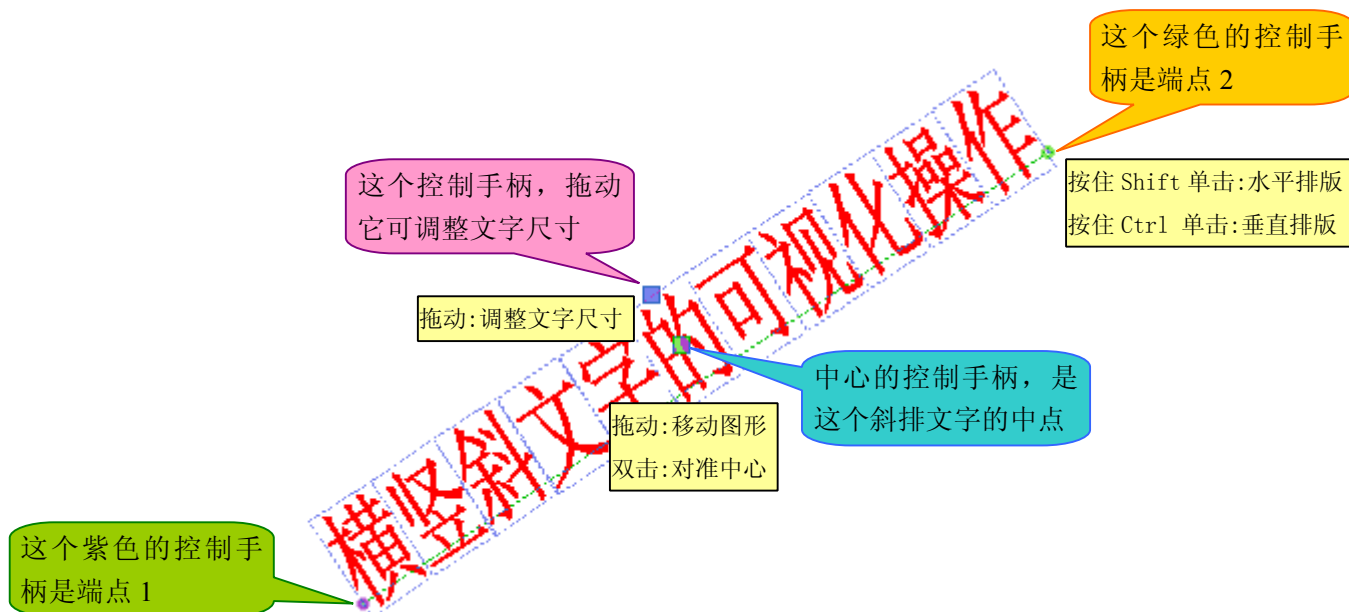 这个绿色的控制手
柄是端点 2
按住 Shift 单击:水平排版
按住 Ctrl 单击:垂直排版
这个控制手柄，拖动
它可调整文字尺寸
拖动:调整文字尺寸
横竖斜文字的可视化操作
中心的控制手柄，是
这个斜排文字的中点
拖动:移动图形
双击:对准中心
这个紫色的控制手
柄是端点 1